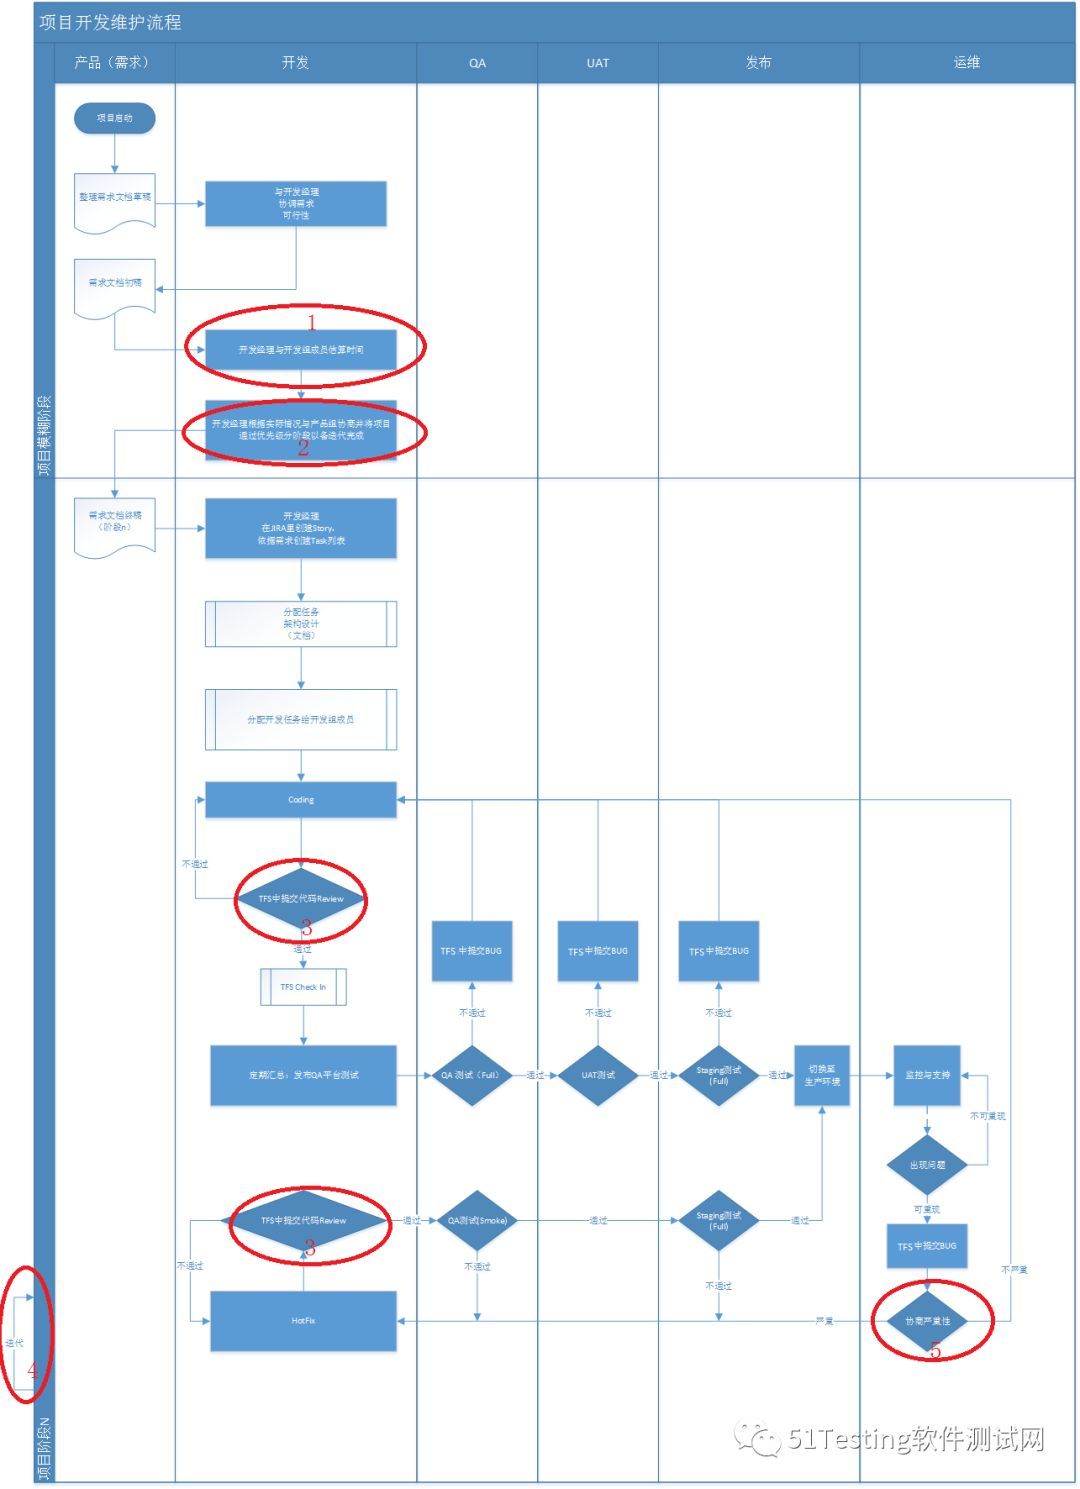 项目开发维护流程
产品（需求）
开发
QA
UAT
发布
运维
项目启动
整理需求文档草稿
与开发经理
协调需求
可行性
需求文档初稿
1
开发经理与开发组成员估算时间
开发经理根据实际情况与产品组协商并将项目
通过优先级分阶段以备迭代完成
2
项目模糊阶段
需求文档终稿
（阶段n）
开发经理
在JIRA里创建Story，
依据需求创建Task列表
分配任务
架构设计
（文档）
分配开发任务给开发组成员
Coding
不通过
TFS中提交代码Review
3
通过
TFS Check In
TFS 中提交BUG
TFS 中提交BUG
TFS 中提交BUG
不通过
不通过
不通过
定期汇总：发布QA平台测试
QA 测试（Full）
通过
UAT测试
通过
Staging测试
(Full)
通过
切换至
生产环境
监控与支持
不可重现
出现问题
可重现
TFS 中提交BUG
不严重
TFS中提交代码Review
3
通过
QA测试(Smoke)
通过
Staging测试
(Full)
通过
不通过
不通过
不通过
HotFix
严重
协商严重性
5
迭代
4
项目阶段N
51Testing软件测试网